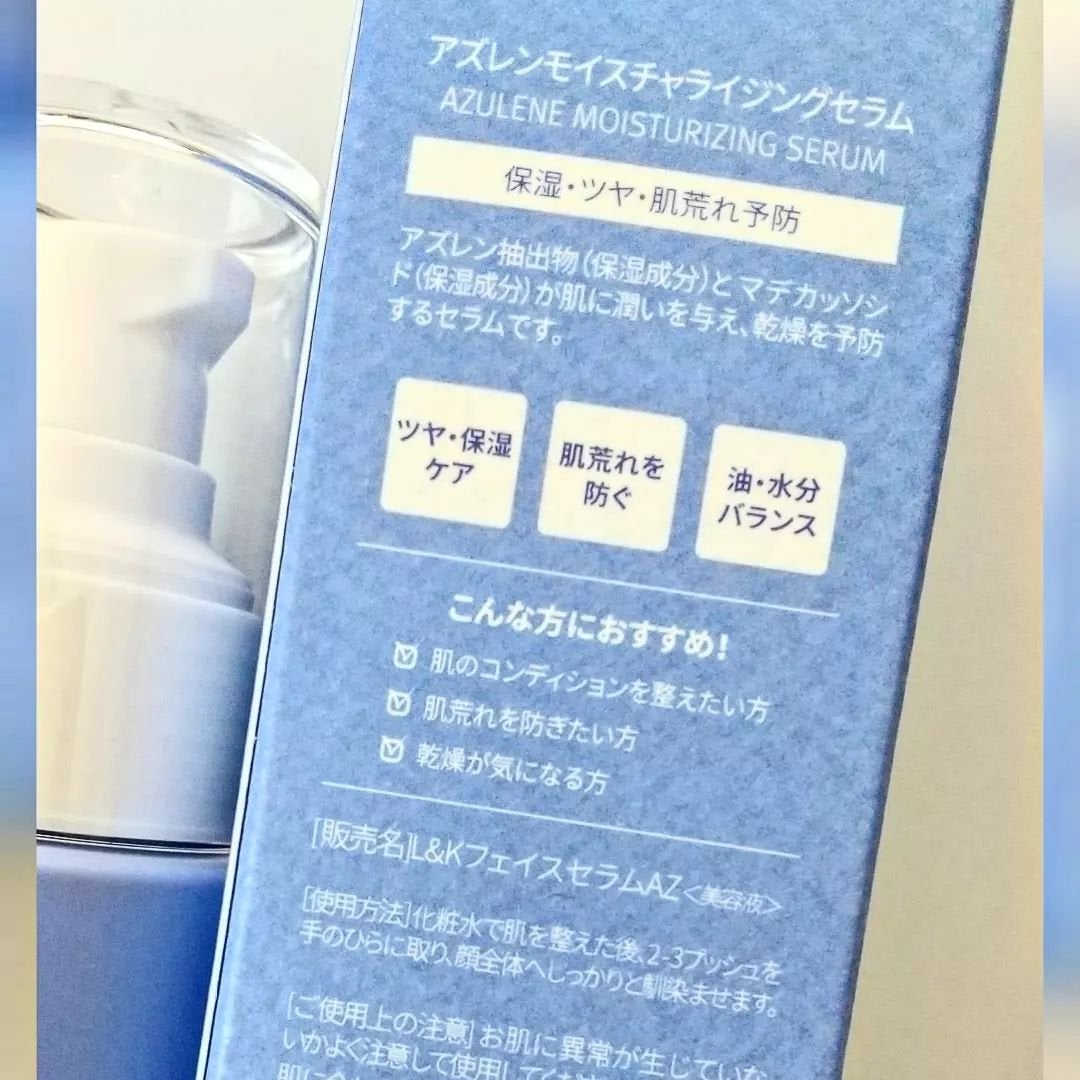 アズレンモイスチャライジングセラム
AZULENE MOISTURIZING SERUM
保湿・ツヤ・肌荒れ予防
アズレン抽出物(保湿成分)とマデカッソシ
ド(保湿成分)が肌に潤いを与え、乾燥を予防
するセラムです。
ツヤ・保湿
ケア
肌荒れを
防ぐ
油・水分
バランス
こんな方におすすめ!
肌のコンディションを整えたい方
肌荒れを防ぎたい方
乾燥が気になる方
[販売名]L&KフェイスセラムAZ<美容液>
[使用方法]化粧水で肌を整えた後、2-3プッシュを
手のひらに取り、顔全体へしっかりと馴染ませます。
[ご使用上の注意]お肌に異常が生じていな
いかよく注意して使用してくだ
肌に合